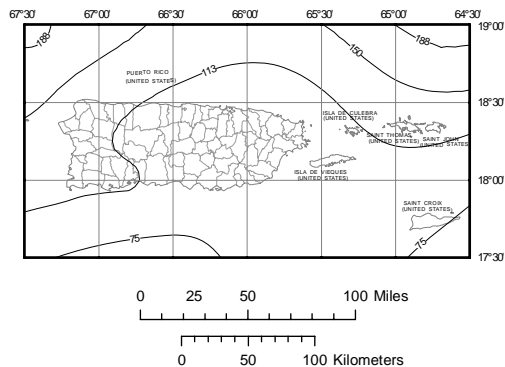 67°30' 67°00' 66°30' 66°00' 65°30' 65°00' 64°30'
19°00'
188
150
188
PUERTO RICO
(UNITED STATES)
113
18°30'
ISLA DE CULEBRA
(UNITED STATES)
SAINT THOMAS
(UNITED STATES)
SAINT JOHN
(UNITED STATES
ISLA DE VIEQUES
(UNITED STATES)
18°00'
SAINT CROIX
(UNITED STATES)
75
75
17°30'
0 25 50 100 Miles
0 50 100 Kilometers